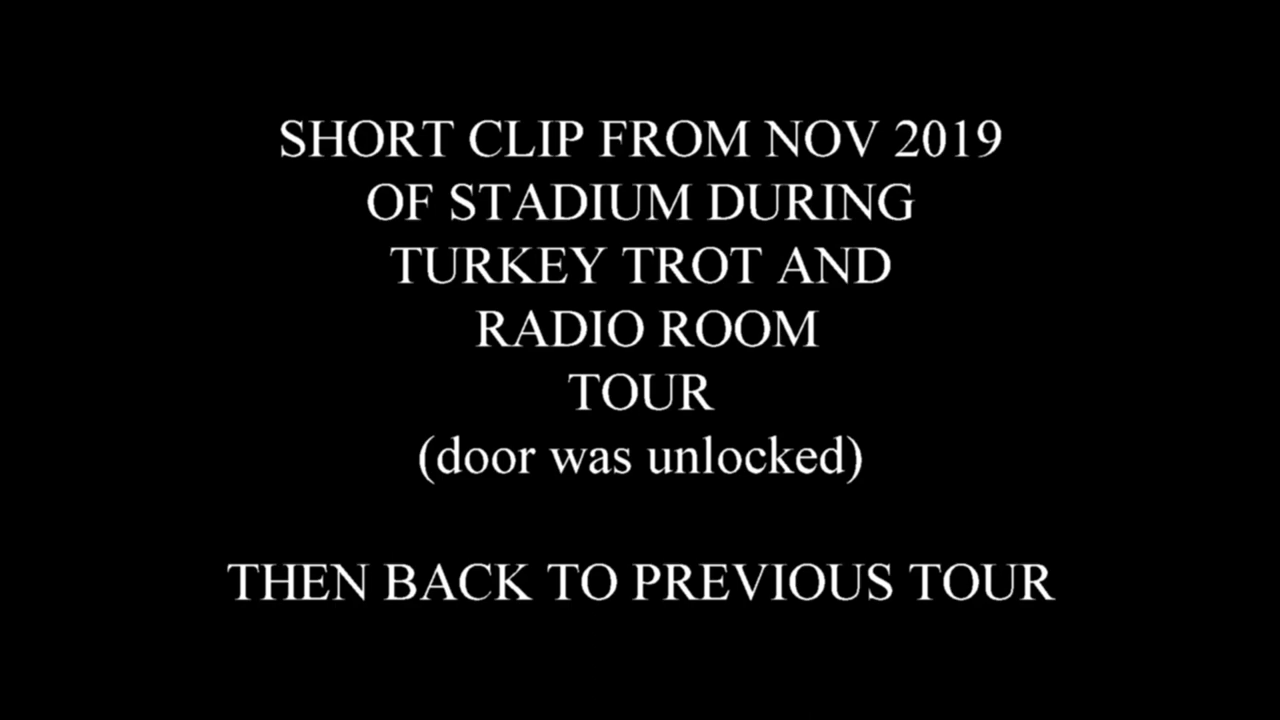 SHORT CLIP FROM NOV 2019
OF STADIUM DURING
TURKEY TROT AND
RADIO ROOM
TOUR
(door was unlocked)
THEN BACK TO PREVIOUS TOUR